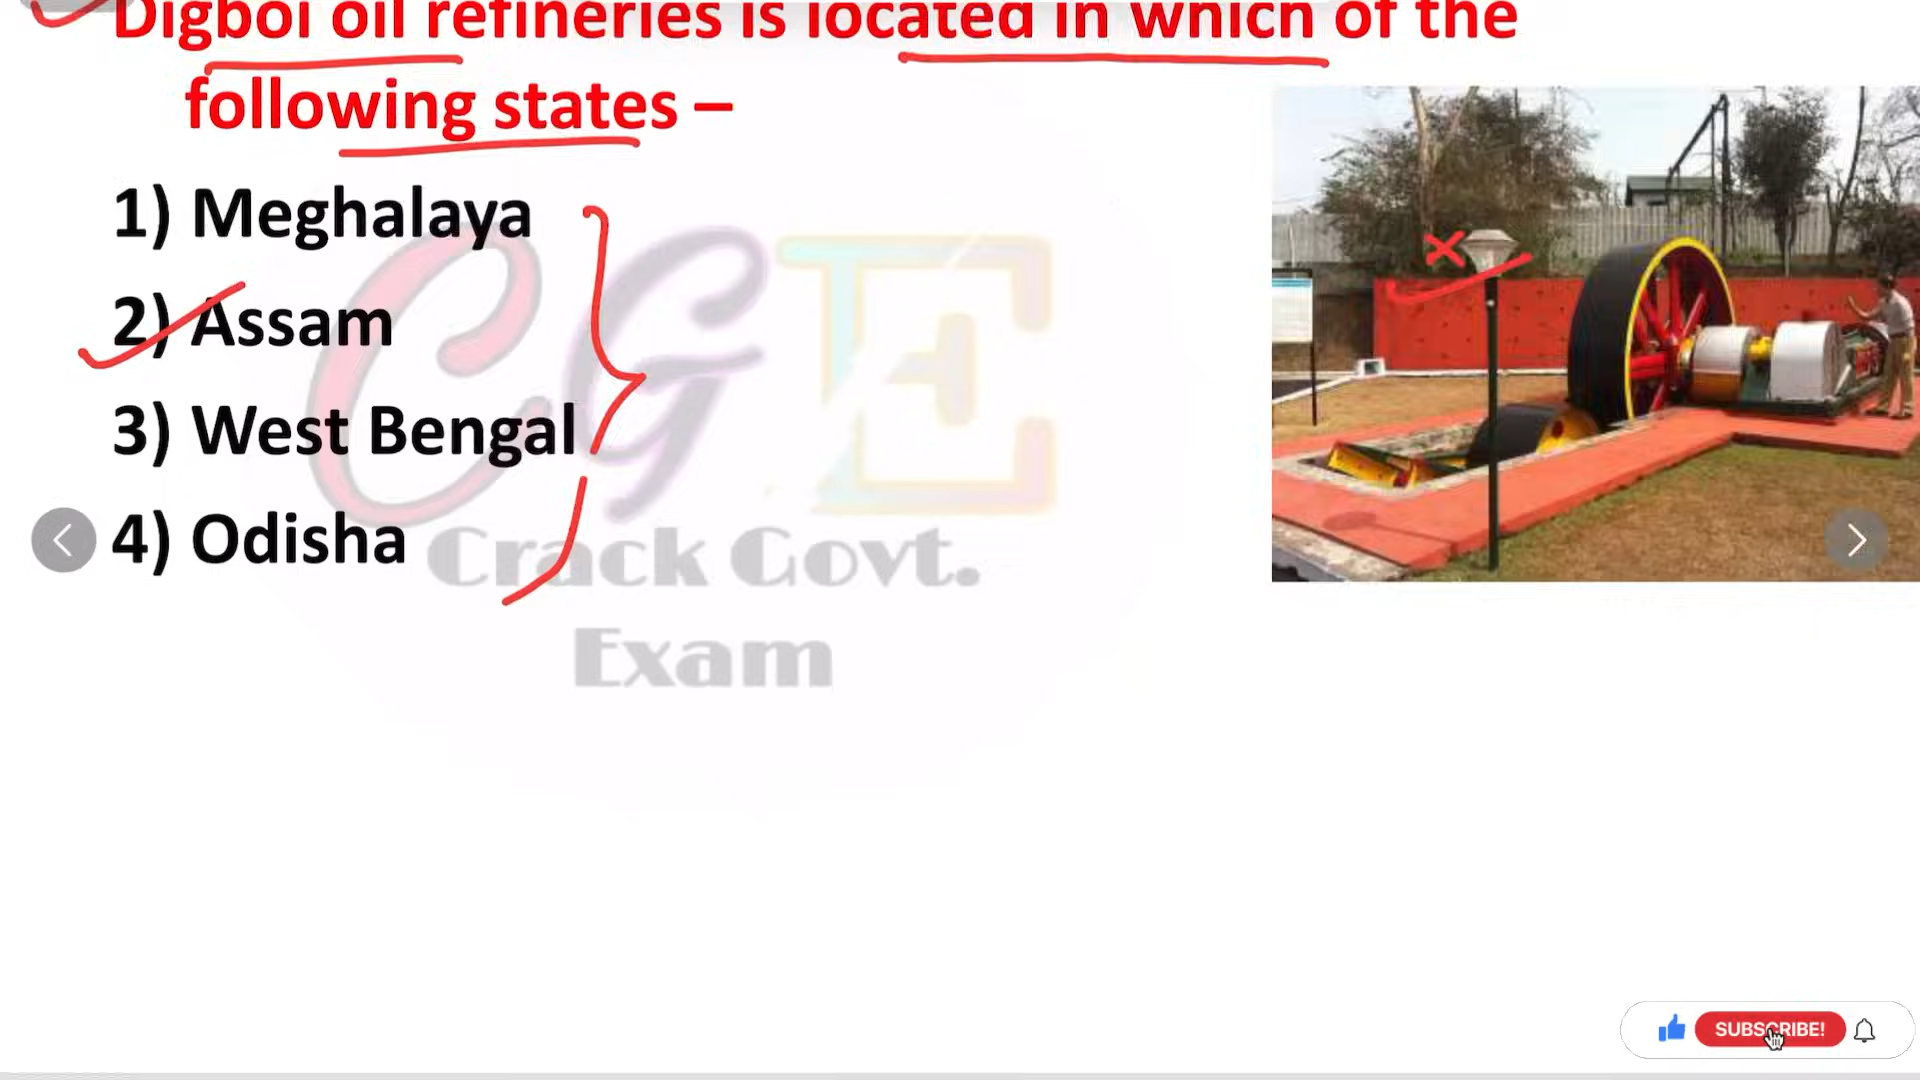 Digboi oil refineries is located in which of the
following states –
1) Meghalaya
2) Assam
3) West Bengal
4) Odisha
CGE
Crack Govt.
Exam
SUBSCRIBE!